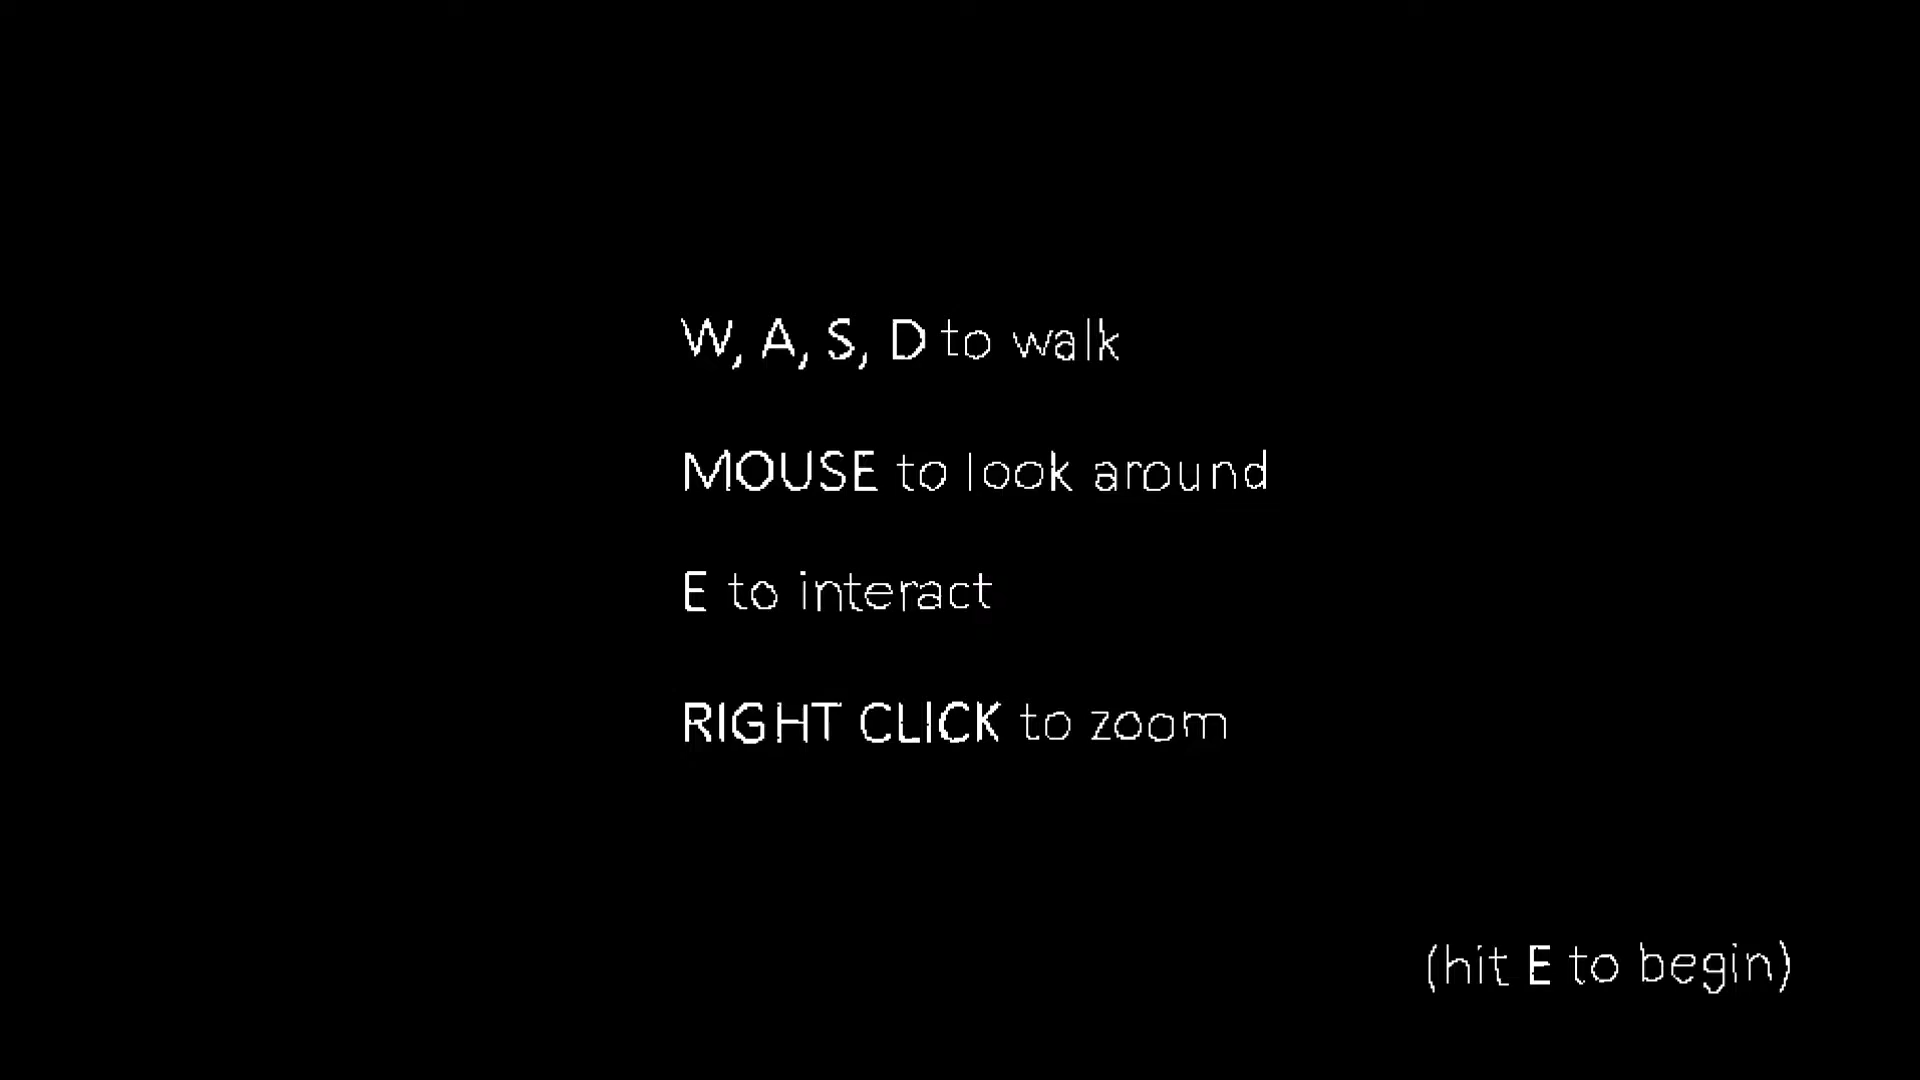 W, A, S, D to walk
MOUSE to look around
E to interact
RIGHT CLICK to zoom
(hit E to begin)